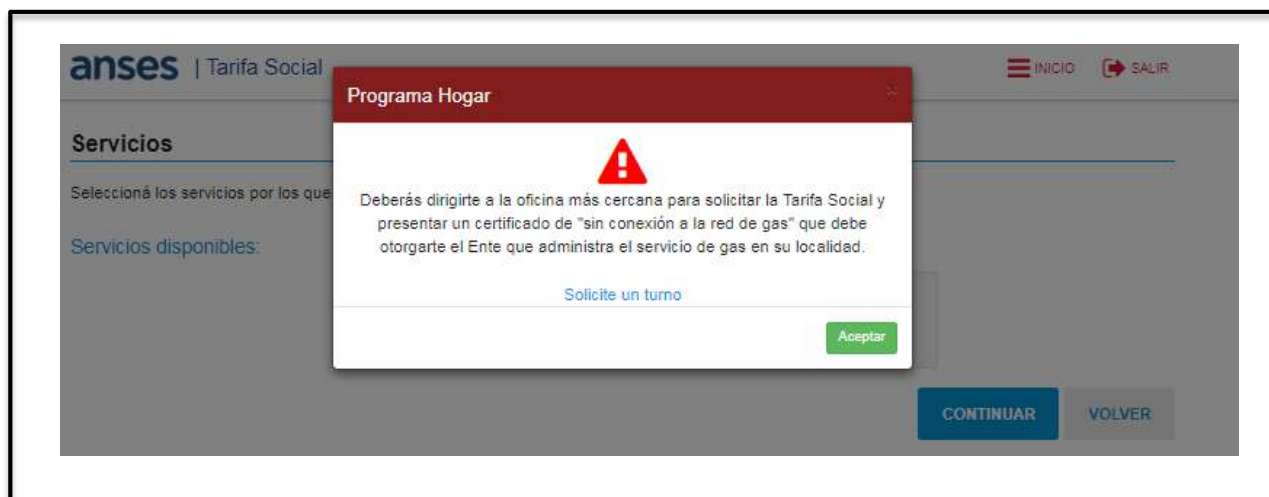 anses | Tarifa Social
INICIO
SALIR
Programa Hogar
×
Servicios
Seleccioná los servicios por los que
Deberás dirigirte a la oficina más cercana para solicitar la Tarifa Social y
presentar un certificado de "sin conexión a la red de gas" que debe
otorgarte el Ente que administra el servicio de gas en su localidad.
Servicios disponibles:
Solicite un turno
Aceptar
CONTINUAR
VOLVER